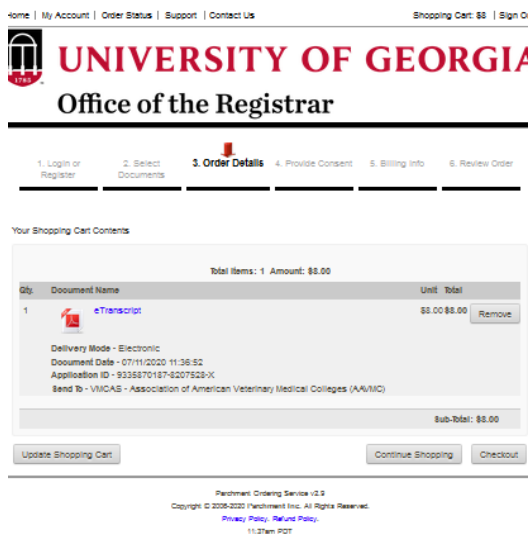 Home | My Account | Order Status | Support | Contact Us Shopping Cart: $8 | Sign O
1785
UNIVERSITY OF GEORGIA
Office of the Registrar
1. Login or Register 2. Select Documents 3. Order Details 4. Provide Consent 5. Billing Info 6. Review Order
Your Shopping Cart Contents
Total Items: 1 Amount: $8.00
Qty. Document Name Unit Total
1 eTranscript $8.00 $8.00 Remove
Delivery Mode - Electronic
Document Date - 07/11/2020 11:36:52
Application ID - 9335870187-8207528-X
Send To - VMCAS - Association of American Veterinary Medical Colleges (AAVMC)
Sub-Total: $8.00
Update Shopping Cart Continue Shopping Checkout
Parchment Ordering Service v2.9
Copyright © 2006-2020 Parchment Inc. All Rights Reserved.
Privacy Policy. Refund Policy.
11:37am PDT